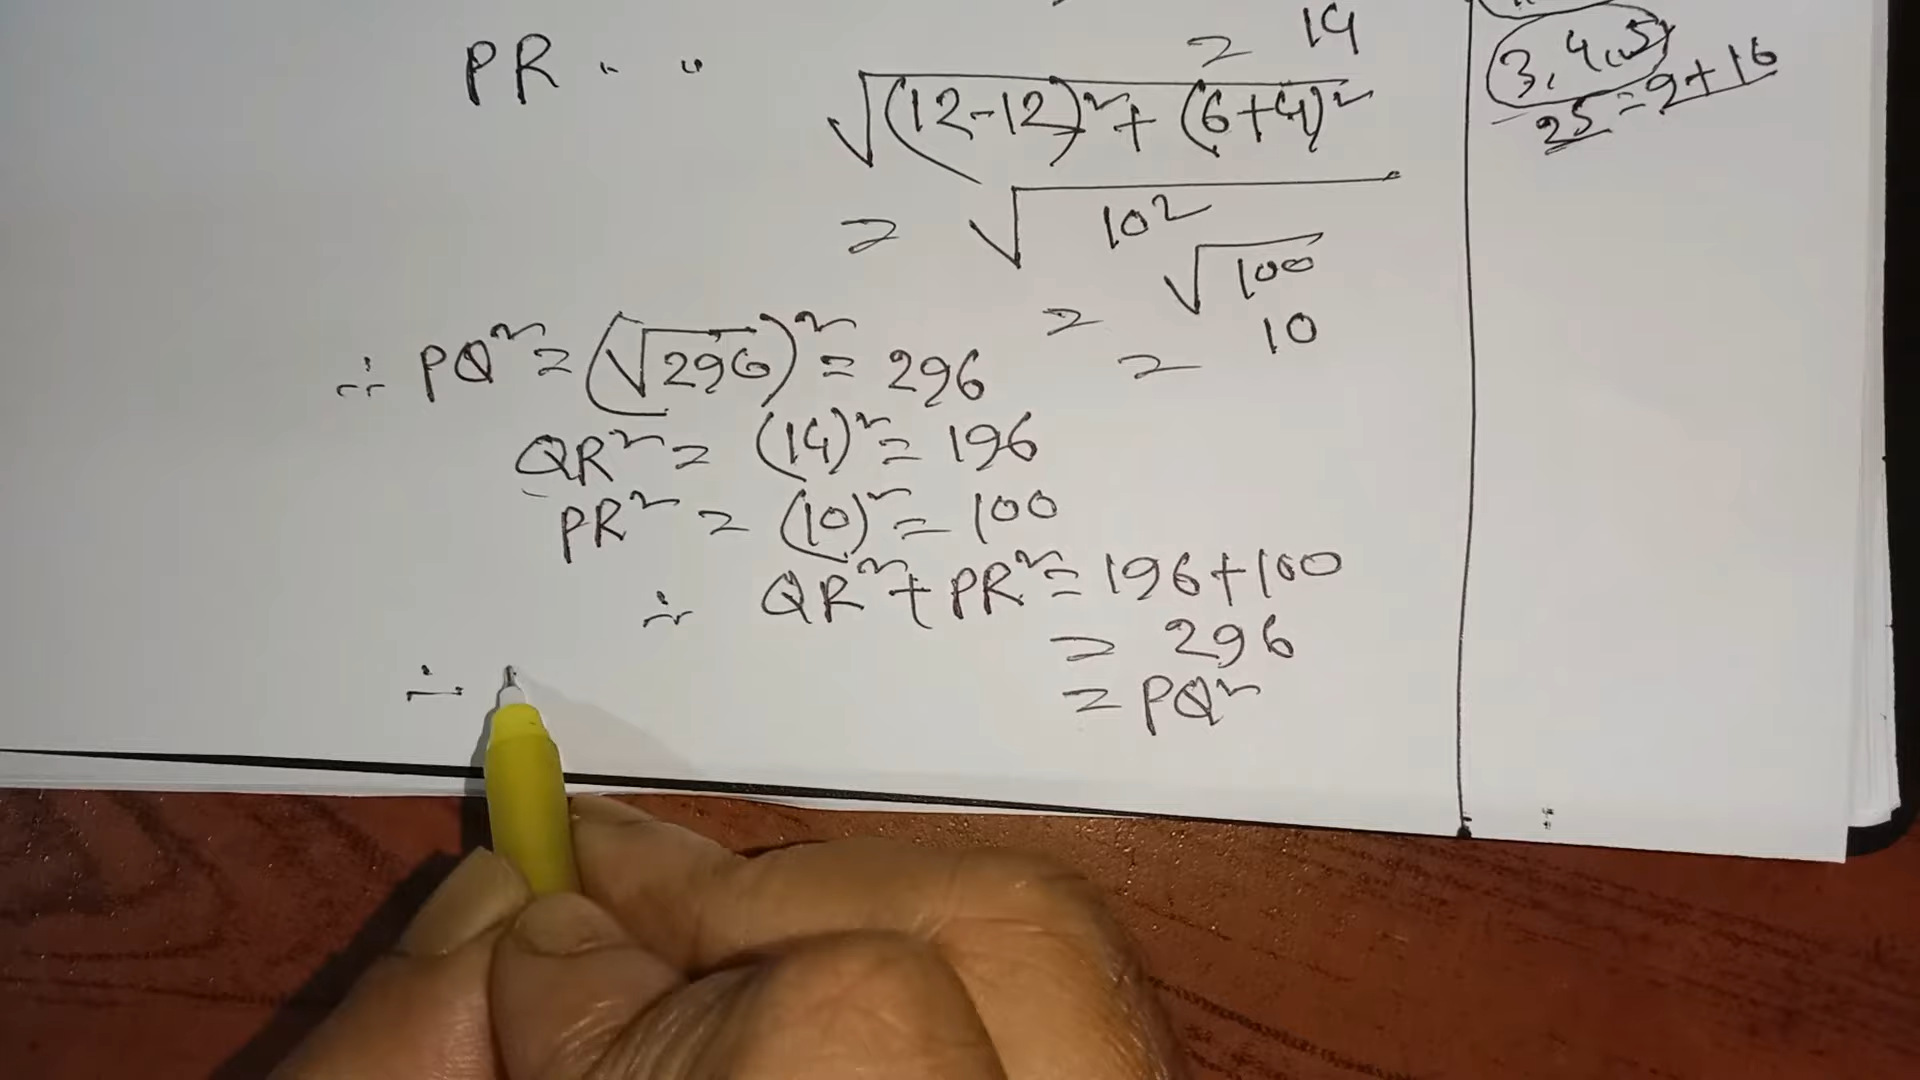 = 14
PR " "
√(12-12)² + (6+4)²
= √10²
= √100
= 10
∴ PQ² = (√296)² = 296
QR² = (14)² = 196
PR² = (10)² = 100
∴ QR² + PR² = 196+100
= 296
= PQ²
∴
(3, 4, 5)
25 = 9+16